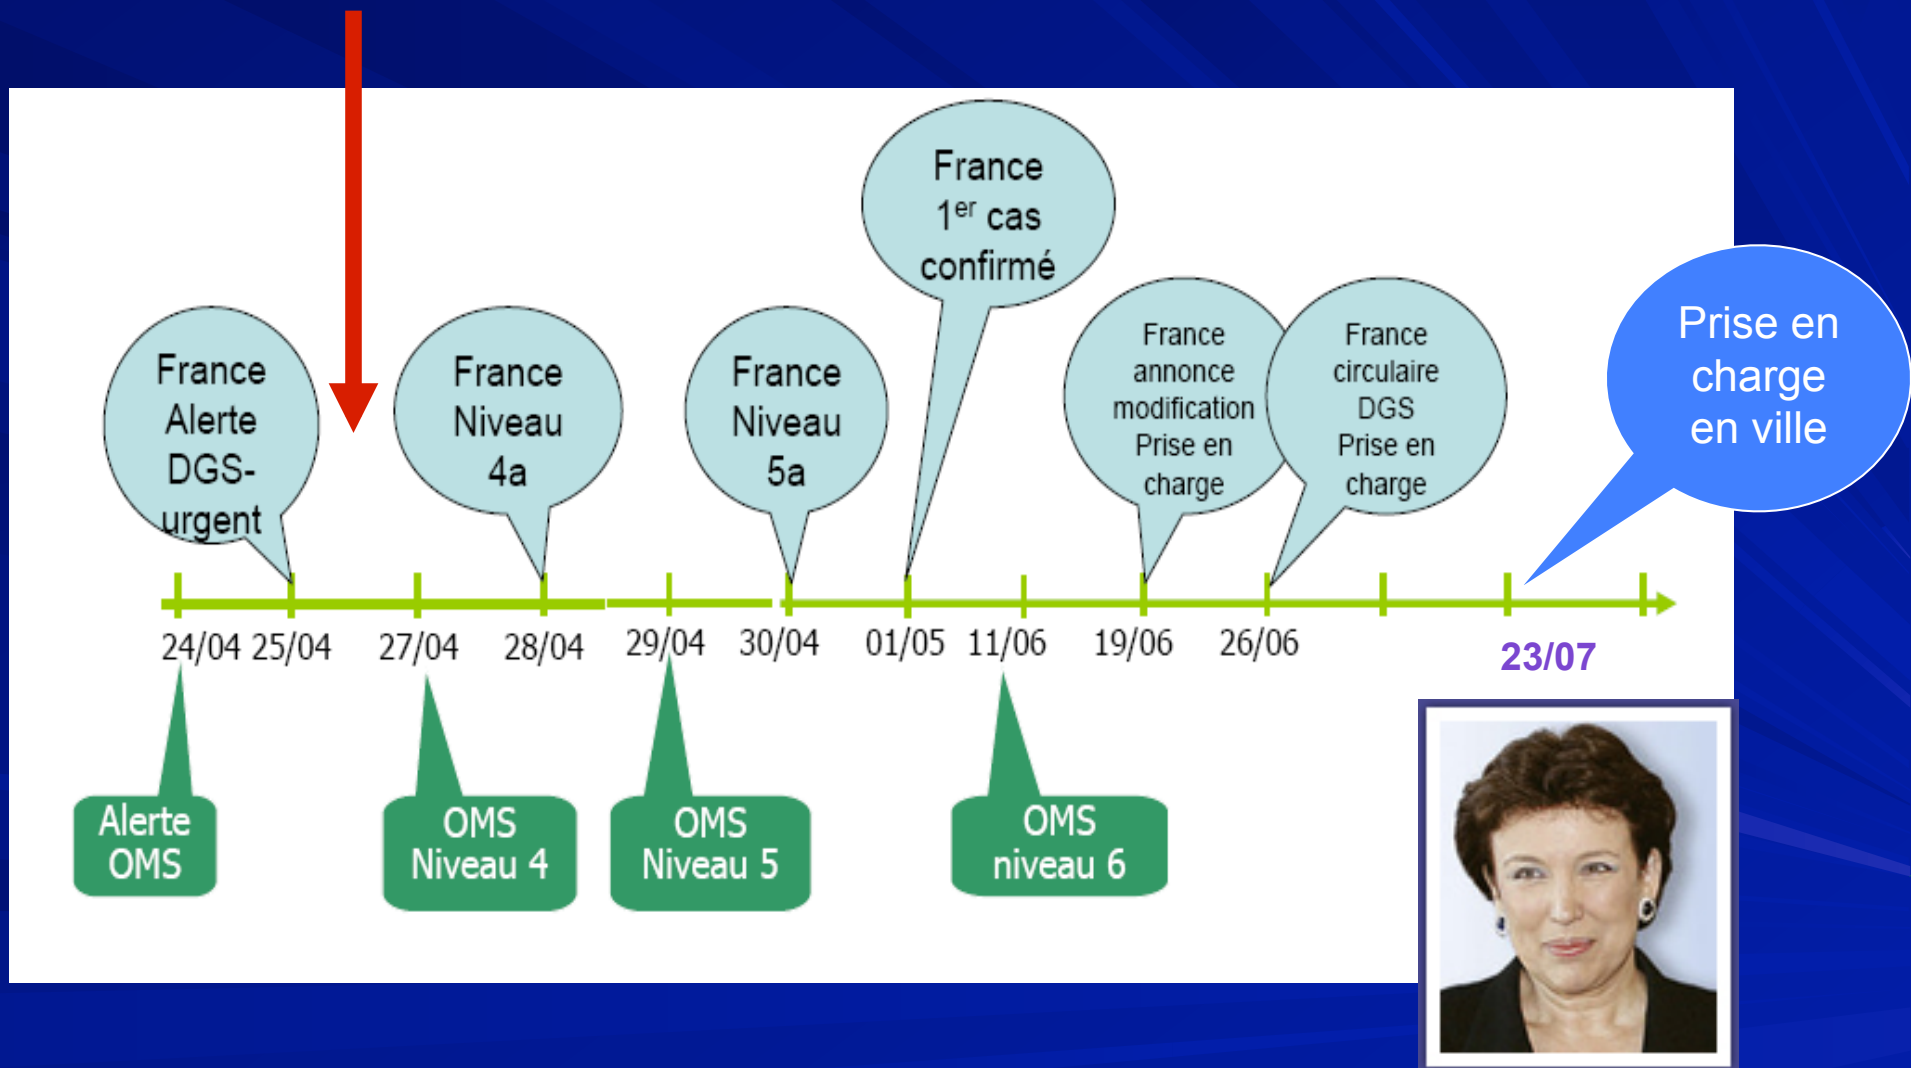 France
1er cas
confirmé
France
Alerte
DGS-
urgent
France
Niveau
4a
France
Niveau
5a
France
annonce
modification
Prise en
charge
France
circulaire
DGS
Prise en
charge
Prise en
charge
en ville
24/04 25/04 27/04 28/04 29/04 30/04 01/05 11/06 19/06 26/06 23/07
Alerte
OMS
OMS
Niveau 4
OMS
Niveau 5
OMS
niveau 6